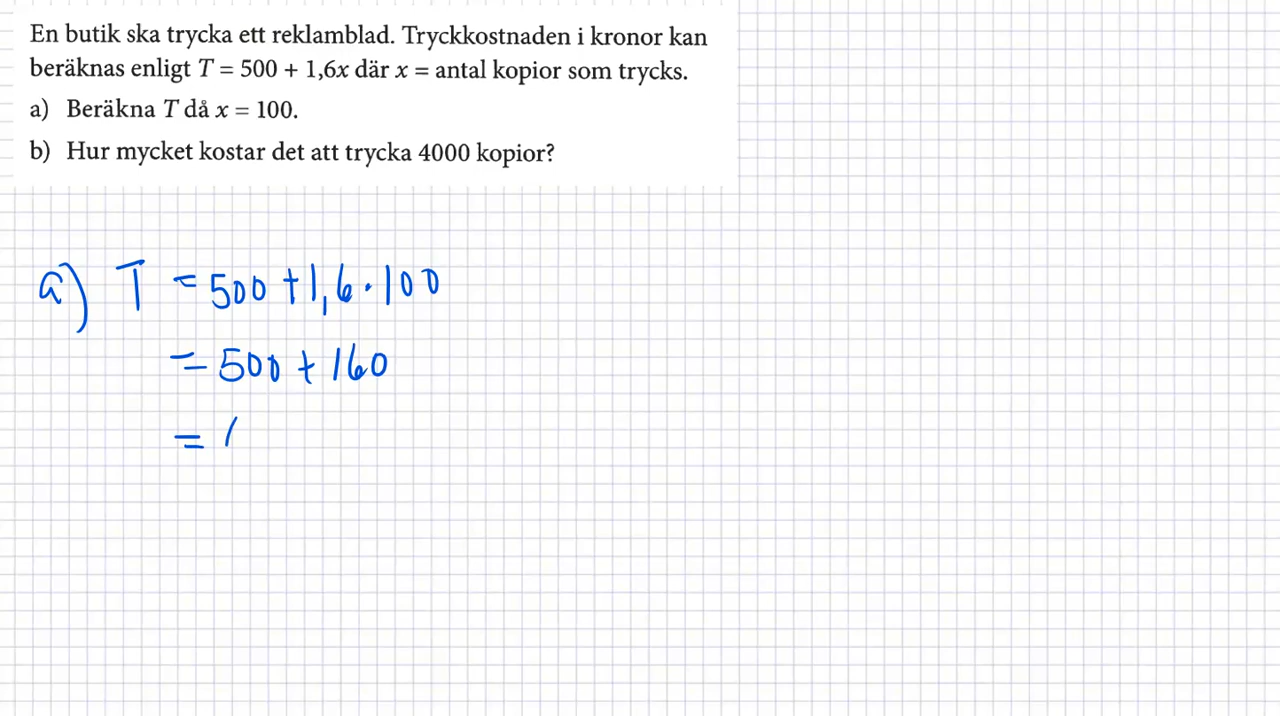 En butik ska trycka ett reklamblad. Tryckkostnaden i kronor kan
beräknas enligt T = 500 + 1,6x där x = antal kopior som trycks.
a) Beräkna T då x = 100.
b) Hur mycket kostar det att trycka 4000 kopior?
a) T = 500 + 1,6 · 100
= 500 + 160
=